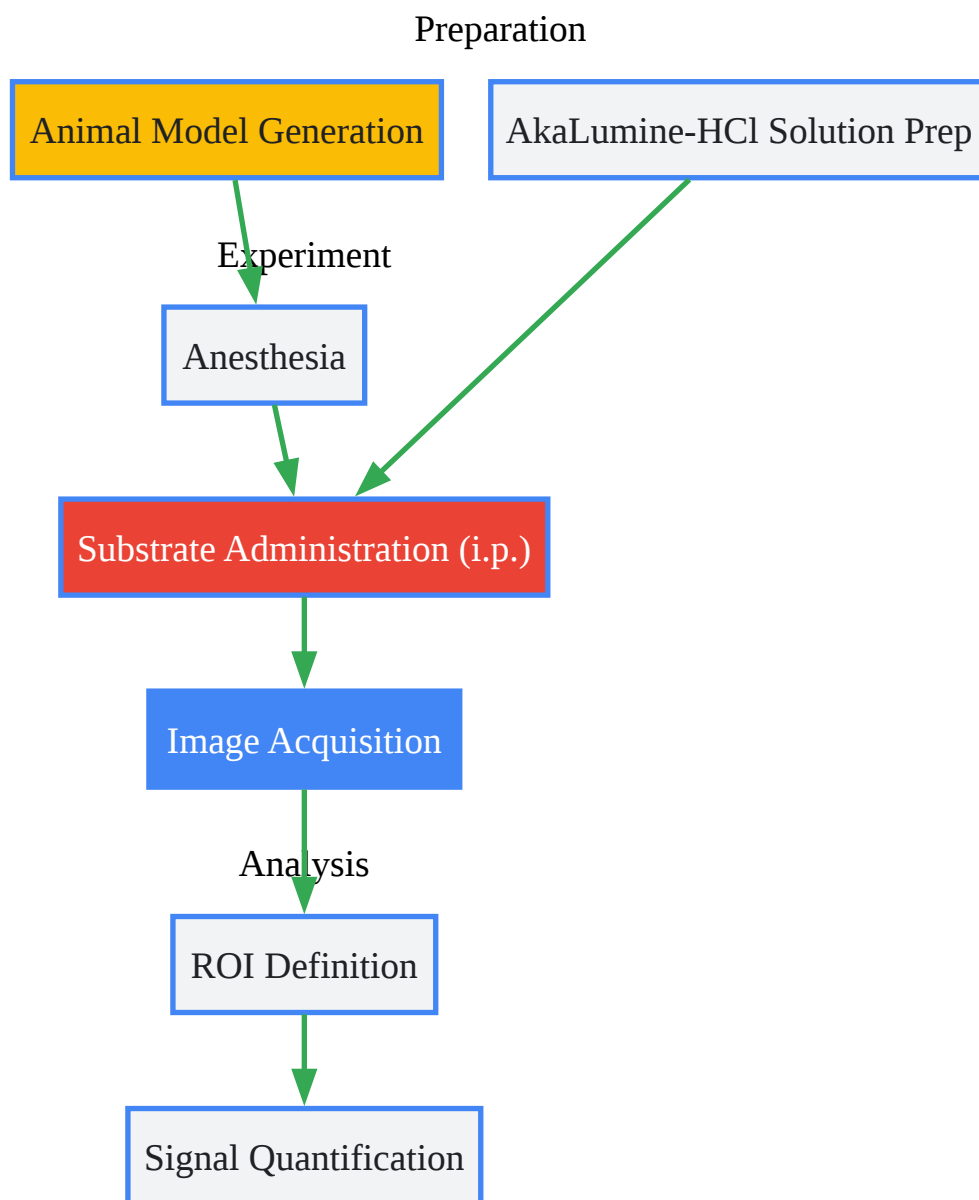 Preparation
Animal Model Generation
AkaLumine-HCl Solution Prep
Experiment
Anesthesia
Substrate Administration (i.p.)
Image Acquisition
Analysis
ROI Definition
Signal Quantification